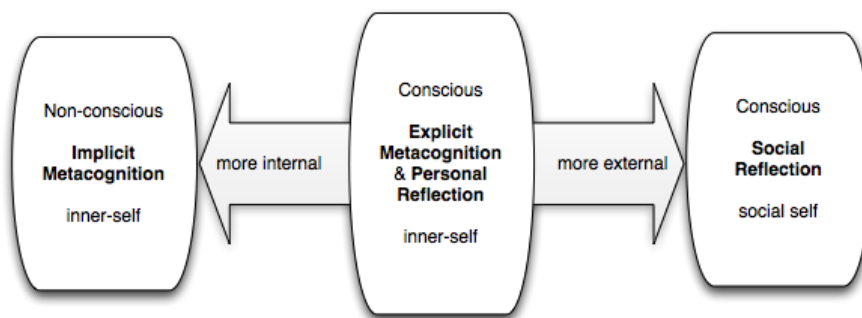 Non-conscious
Implicit
Metacognition
inner-self
more internal
Conscious
Explicit
Metacognition
& Personal
Reflection
inner-self
more external
Conscious
Social
Reflection
social self